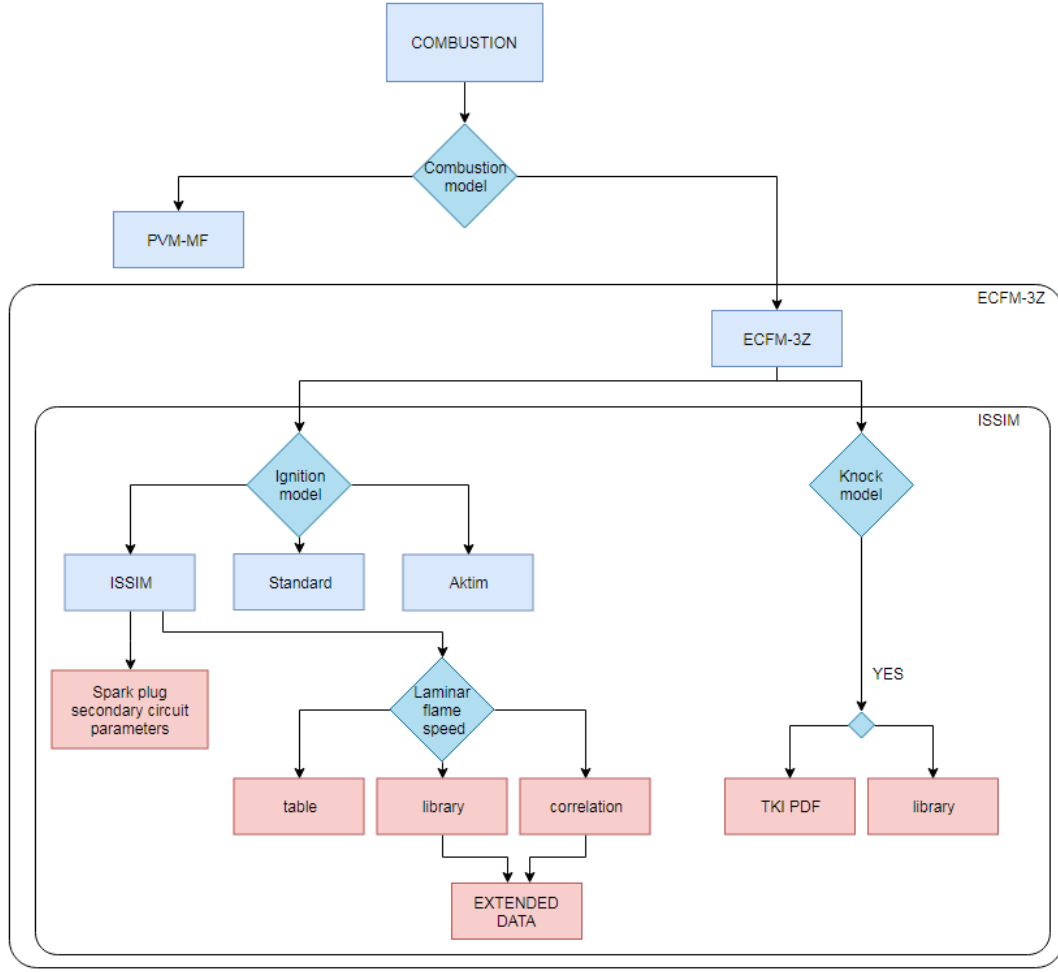 COMBUSTION
Combustion
model
PVM-MF
ECFM-3Z
ECFM-3Z
ISSIM
Ignition
model
Knock
model
ISSIM
Standard
Aktim
Spark plug
secondary circuit
parameters
Laminar
flame
speed
YES
table
library
correlation
TKI PDF
library
EXTENDED
DATA